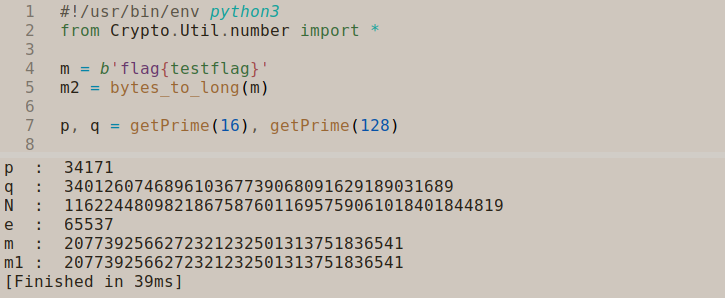 1 #!/usr/bin/env python3
2 from Crypto.Util.number import *
3
4 m = b'flag{testflag}'
5 m2 = bytes_to_long(m)
6
7 p, q = getPrime(16), getPrime(128)
8
p : 34171
q : 340126074689610367739068091629189031689
N : 11622448098218675876011695759061018401844819
e : 65537
m : 2077392566272321232501313751836541
m1 : 2077392566272321232501313751836541
[Finished in 39ms]